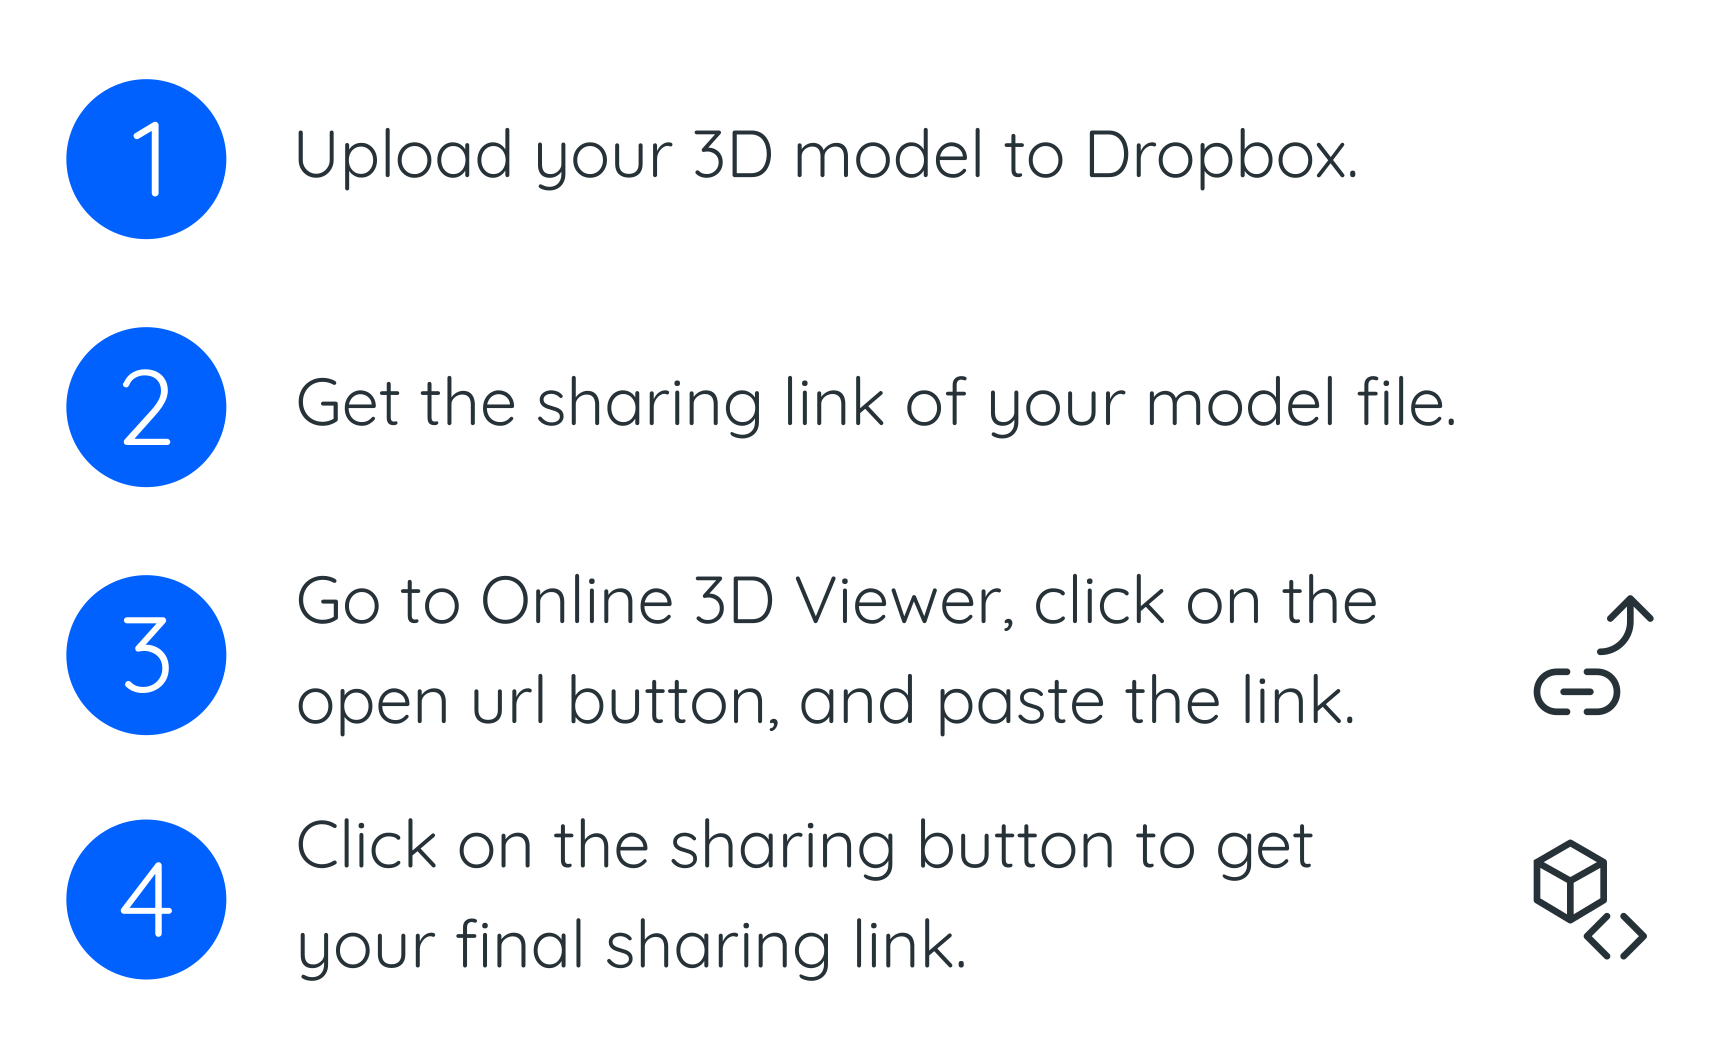 1
Upload your 3D model to Dropbox.
2
Get the sharing link of your model file.
3
Go to Online 3D Viewer, click on the
open url button, and paste the link.
4
Click on the sharing button to get
your final sharing link.